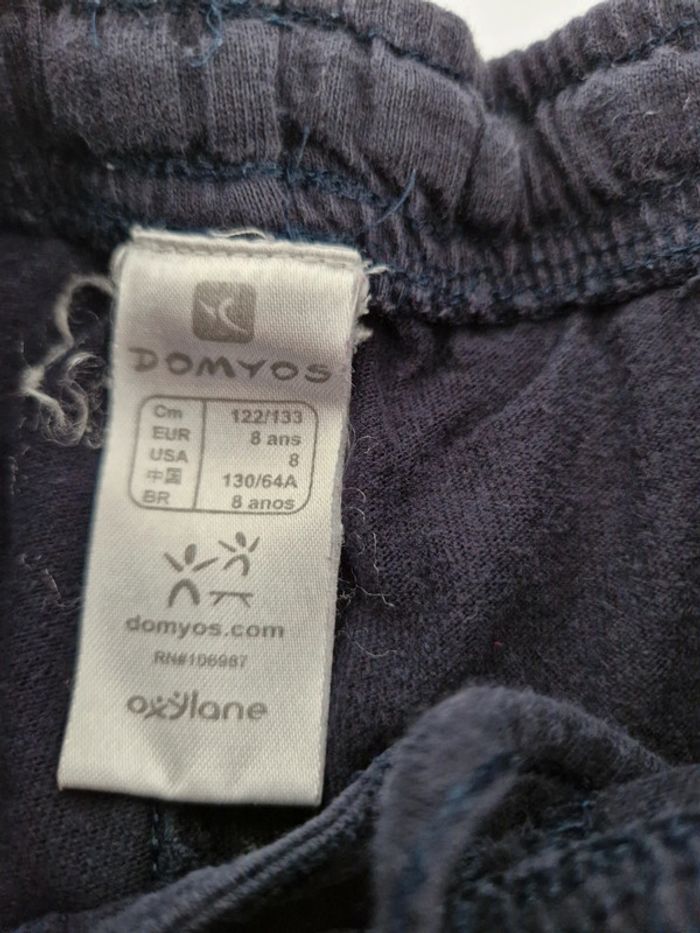 DOMYOS
Cm 122/133
EUR 8 ans
USA 8
中国 130/64A
BR 8 anos
domyos.com
RN#106987
oxylane